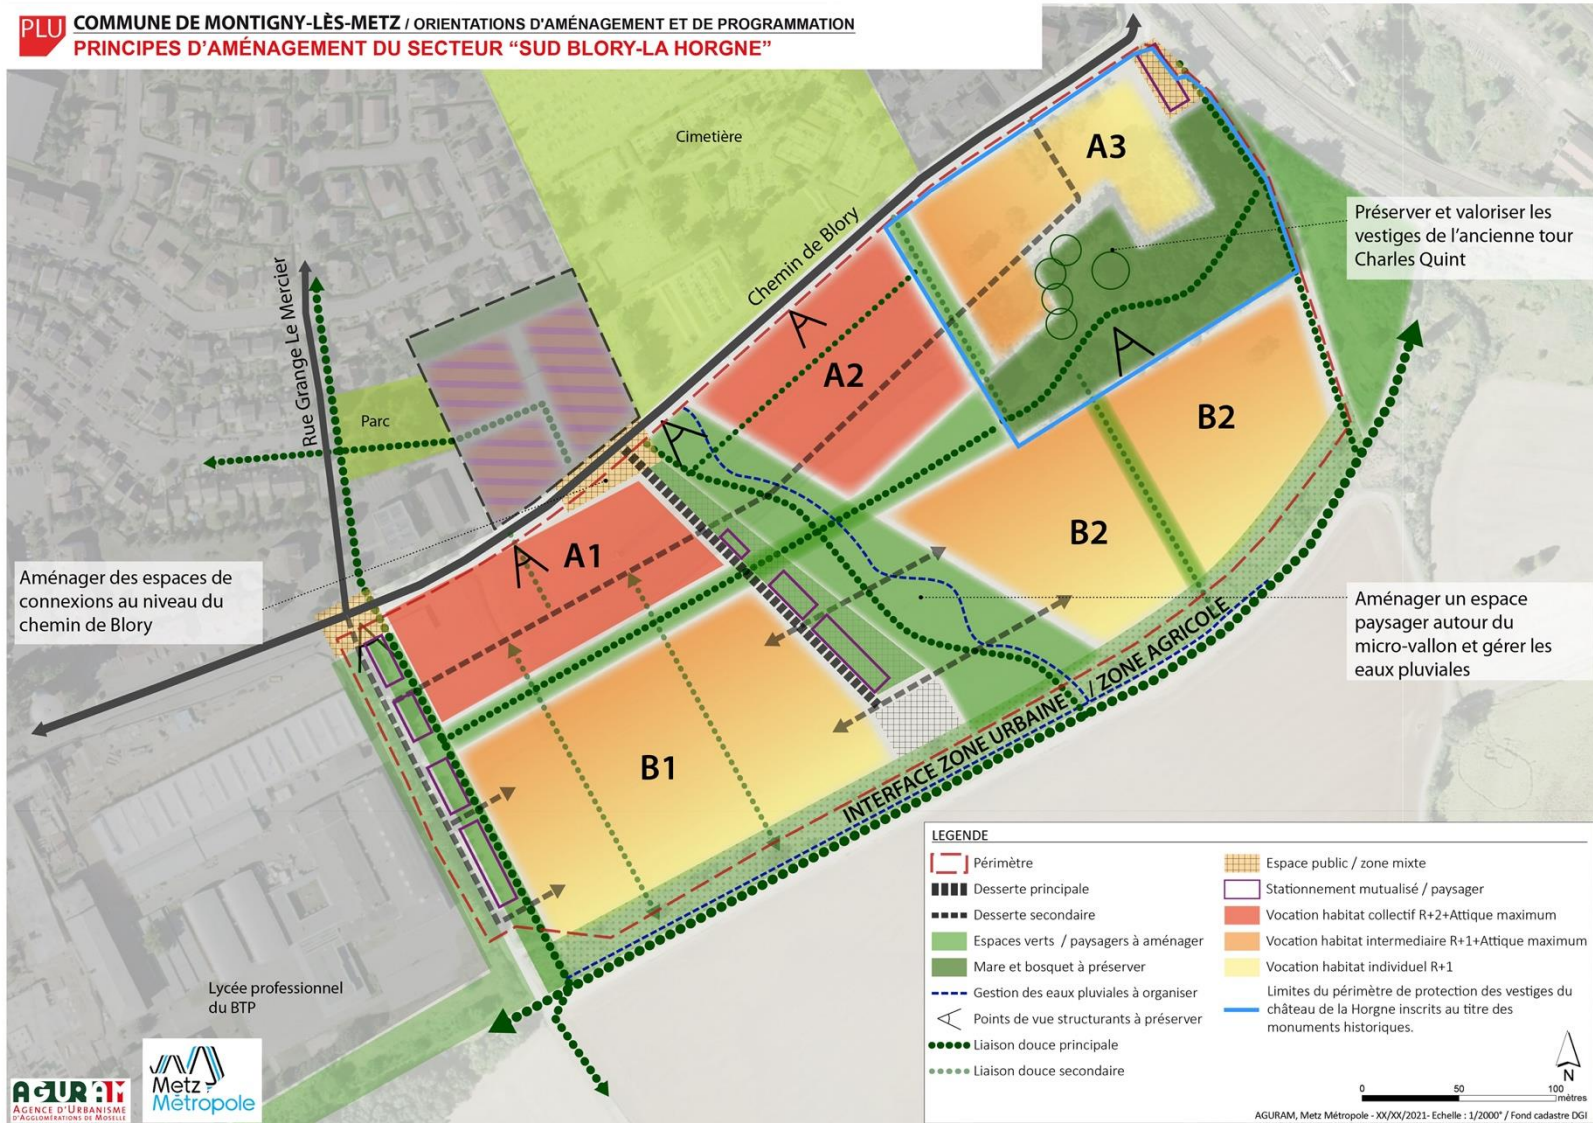 PLU
COMMUNE DE MONTIGNY-LÈS-METZ / ORIENTATIONS D'AMÉNAGEMENT ET DE PROGRAMMATION
PRINCIPES D'AMÉNAGEMENT DU SECTEUR "SUD BLORY-LA HORGNE"
Cimetière
A3
Chemin de Blory
Préserver et valoriser les
vestiges de l'ancienne tour
Charles Quint
Rue Grange Le Mercier
A2
Parc
B2
B2
A1
Aménager des espaces de
connexions au niveau du
chemin de Blory
Aménager un espace
paysager autour du
micro-vallon et gérer les
eaux pluviales
B1
INTERFACE ZONE URBAINE / ZONE AGRICOLE
Lycée professionnel
du BTP
LEGENDE
Périmètre
Desserte principale
Desserte secondaire
Espaces verts / paysagers à aménager
Mare et bosquet à préserver
Gestion des eaux pluviales à organiser
Points de vue structurants à préserver
Liaison douce principale
Liaison douce secondaire
Espace public / zone mixte
Stationnement mutualisé / paysager
Vocation habitat collectif R+2+Attique maximum
Vocation habitat intermediaire R+1+Attique maximum
Vocation habitat individuel R+1
Limites du périmètre de protection des vestiges du
château de la Horgne inscrits au titre des
monuments historiques.
N
0 50 100
mètres
AGURAM, Metz Métropole - XX/XX/2021- Echelle : 1/2000° / Fond cadastre DGI
AGURAM
AGENCE D'URBANISME
D'AGGLOMÉRATIONS DE MOSELLE
Metz
Métropole